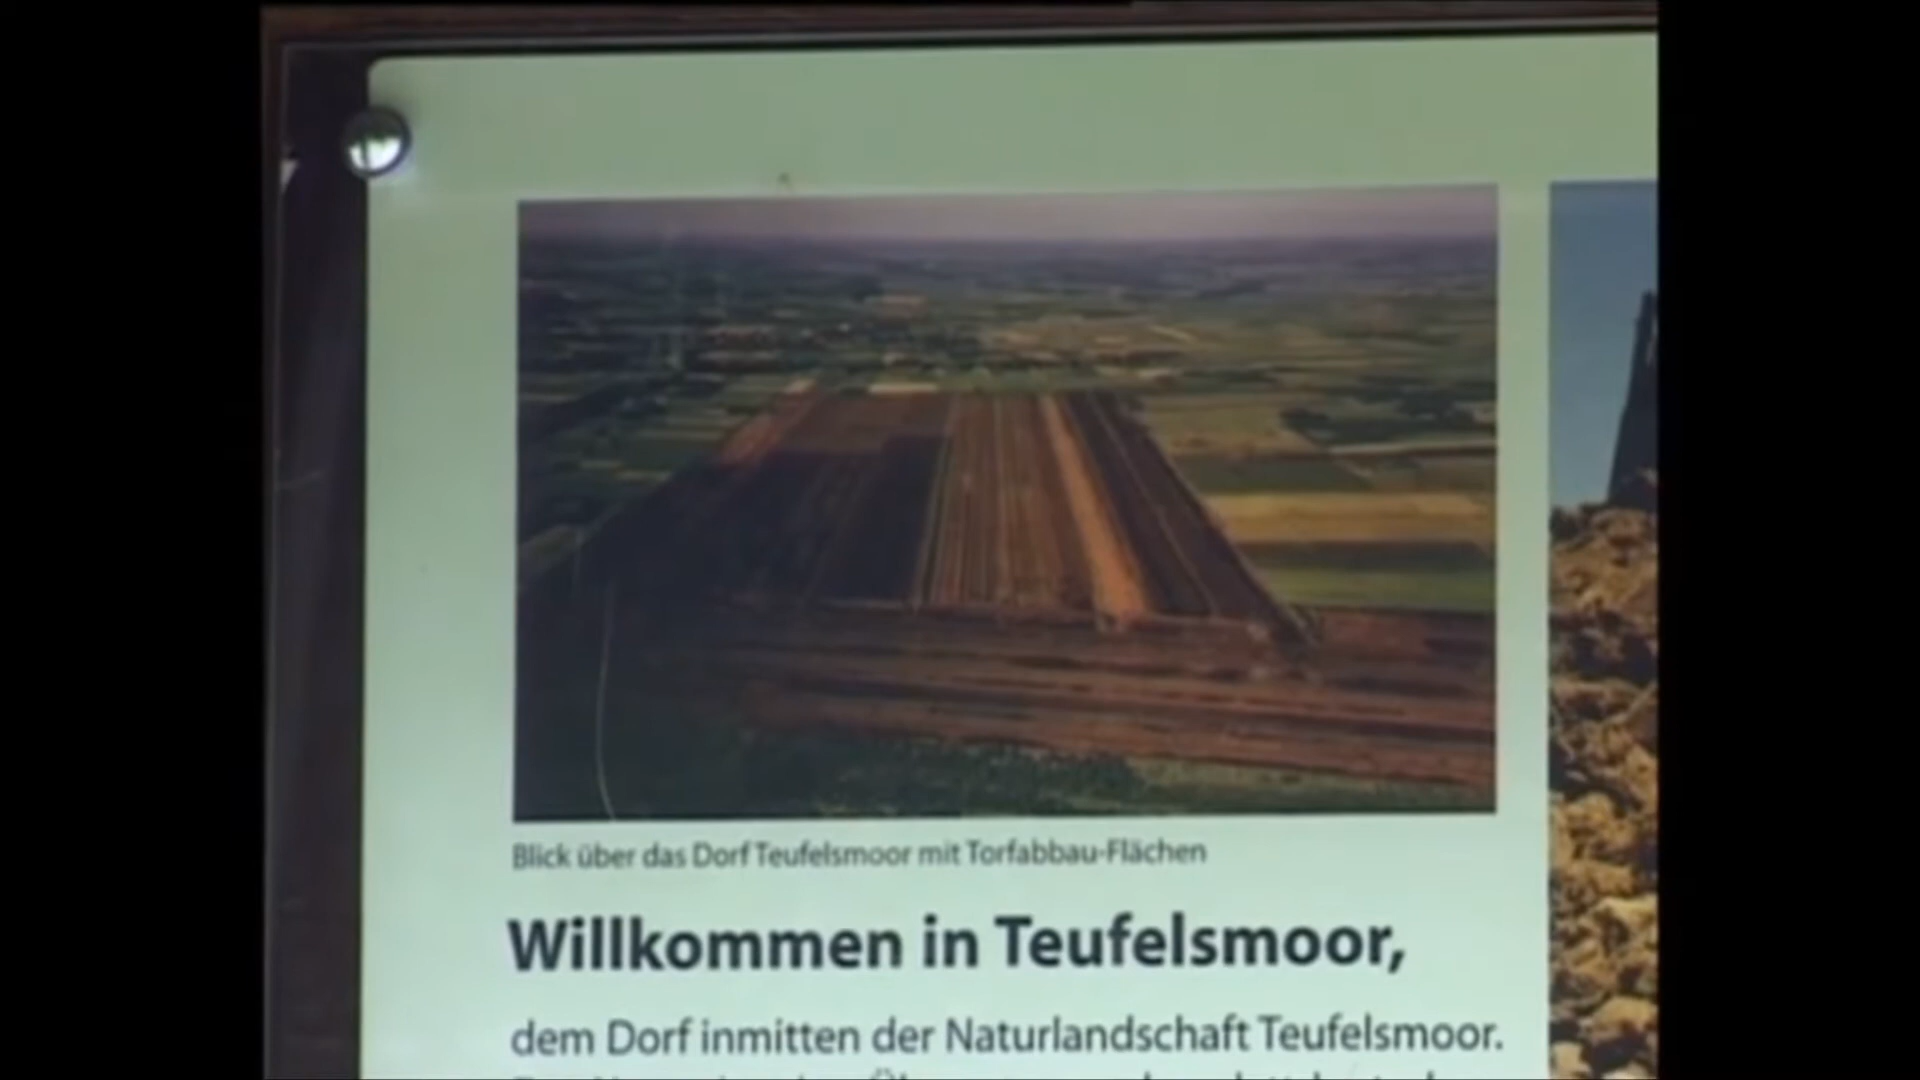 Blick über das Dorf Teufelsmoor mit Torfabbau-Flächen
Willkommen in Teufelsmoor,
dem Dorf inmitten der Naturlandschaft Teufelsmoor.